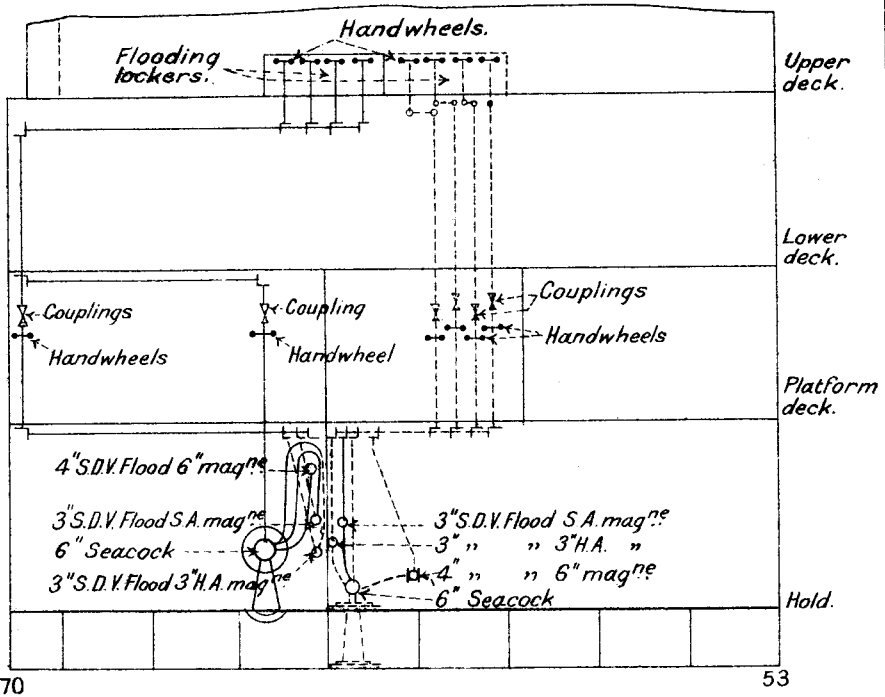 Handwheels.
Flooding
lockers.
Upper
deck.
Lower
deck.
Couplings
Handwheels
Coupling
Handwheel
Couplings
Handwheels
Platform
deck.
4" S.D.V. Flood 6" magne
3" S.D.V. Flood S.A. magne
6" Seacock
3" S.D.V. Flood 3" H.A. magne
3" S.D.V. Flood S.A. magne
3" „ „ 3" H.A. „
4" „ „ 6" magne
6" Seacock
Hold.
70
53